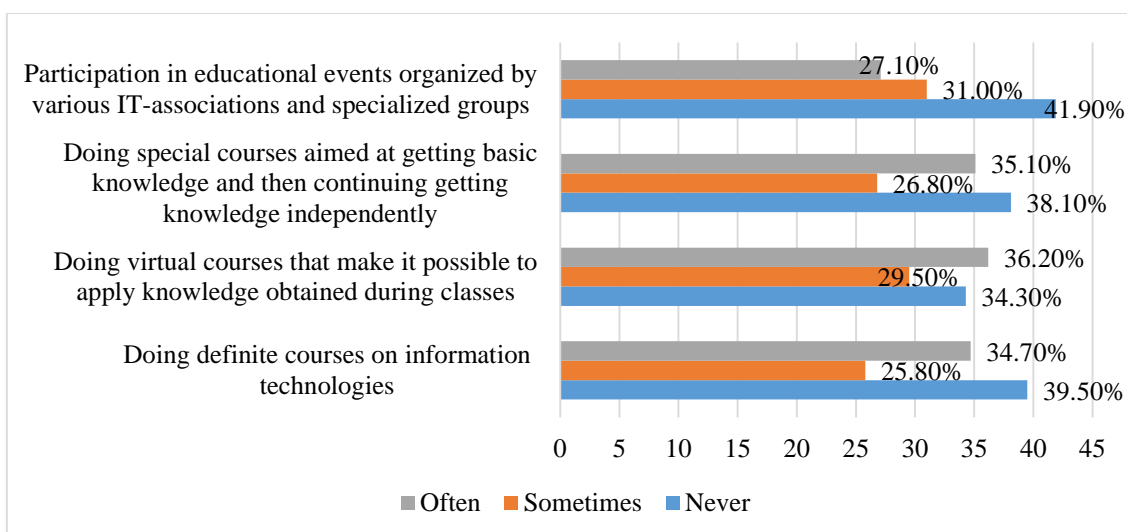 Participation in educational events organized by
various IT-associations and specialized groups
27.10%
31.00%
41.90%
Doing special courses aimed at getting basic
knowledge and then continuing getting
knowledge independently
35.10%
26.80%
38.10%
Doing virtual courses that make it possible to
apply knowledge obtained during classes
36.20%
29.50%
34.30%
Doing definite courses on information
technologies
34.70%
25.80%
39.50%
0 5 10 15 20 25 30 35 40 45
Often Sometimes Never